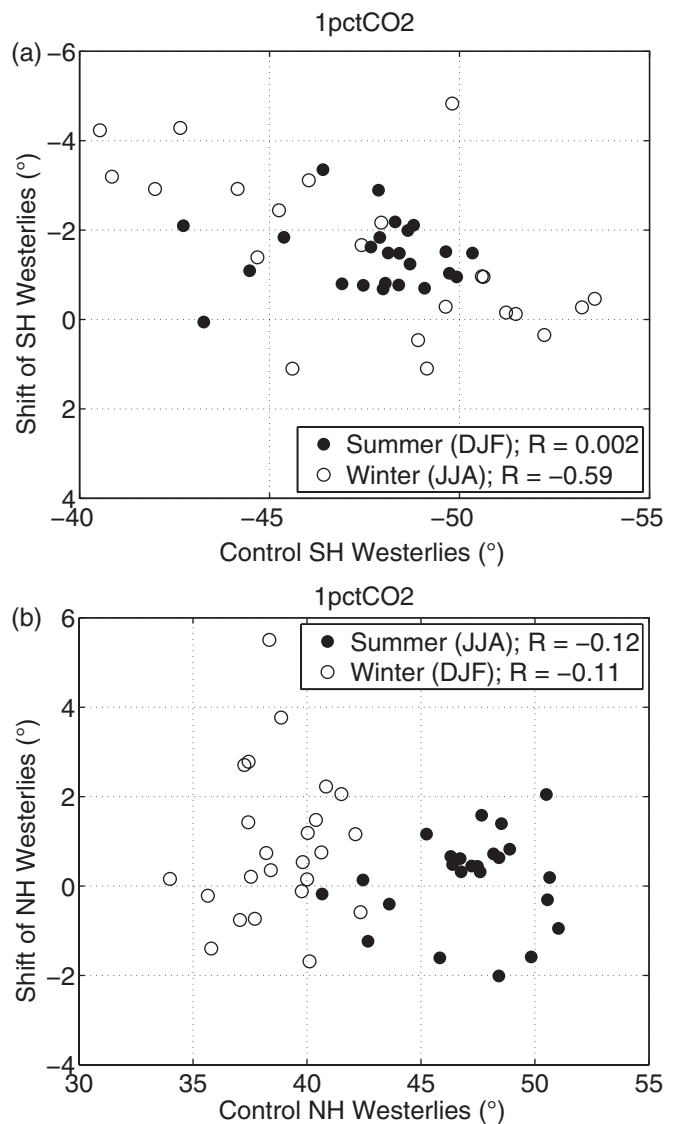 1pctCO2
(a)
−6
−4
−2
0
2
4
Shift of SH Westerlies (°)
Summer (DJF); R = 0.002
Winter (JJA); R = −0.59
−40
−45
−50
−55
Control SH Westerlies (°)
1pctCO2
(b)
6
4
2
0
−2
−4
Shift of NH Westerlies (°)
Summer (JJA); R = −0.12
Winter (DJF); R = −0.11
30
35
40
45
50
55
Control NH Westerlies (°)